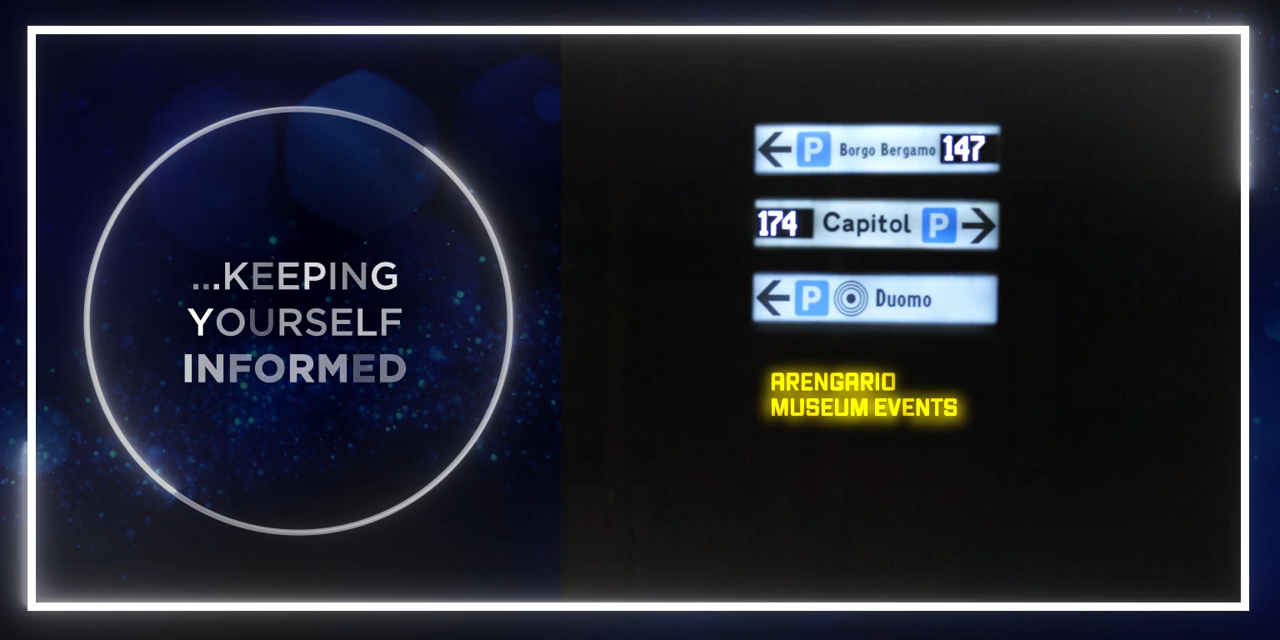 ...KEEPING
YOURSELF
INFORMED
P Borgo Bergamo 147
174 Capitol P
P Duomo
ARENGARIO
MUSEUM EVENTS